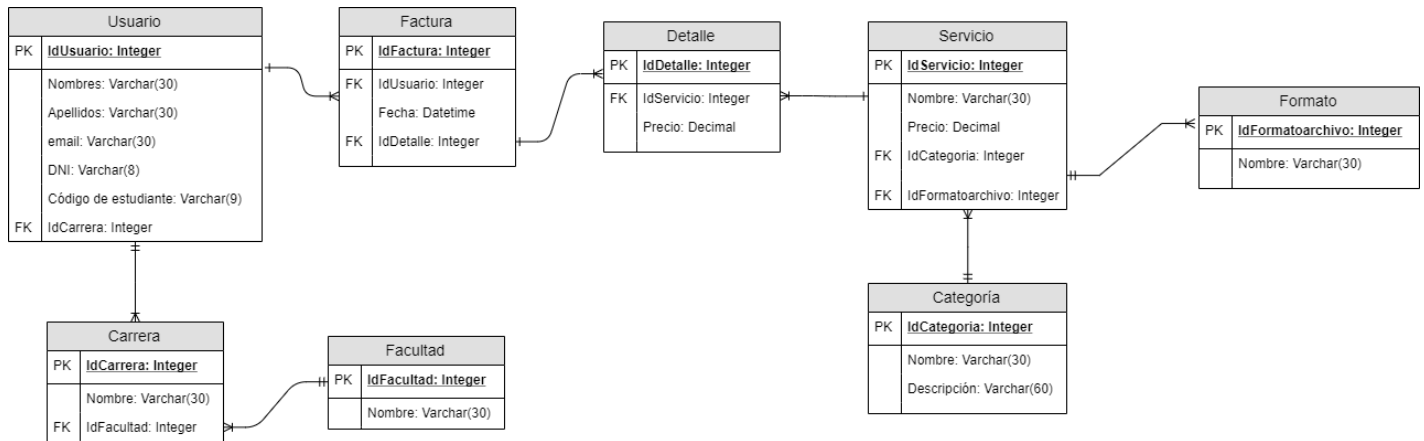 Usuario
PK IdUsuario: Integer
Nombres: Varchar(30)
Apellidos: Varchar(30)
email: Varchar(30)
DNI: Varchar(8)
Código de estudiante: Varchar(9)
FK IdCarrera: Integer
Factura
PK IdFactura: Integer
FK IdUsuario: Integer
Fecha: Datetime
FK IdDetalle: Integer
Detalle
PK IdDetalle: Integer
FK IdServicio: Integer
Precio: Decimal
Servicio
PK IdServicio: Integer
Nombre: Varchar(30)
Precio: Decimal
FK IdCategoria: Integer
FK IdFormatoarchivo: Integer
Formato
PK IdFormatoarchivo: Integer
Nombre: Varchar(30)
Carrera
PK IdCarrera: Integer
Nombre: Varchar(30)
FK IdFacultad: Integer
Facultad
PK IdFacultad: Integer
Nombre: Varchar(30)
Categoría
PK IdCategoria: Integer
Nombre: Varchar(30)
Descripción: Varchar(60)